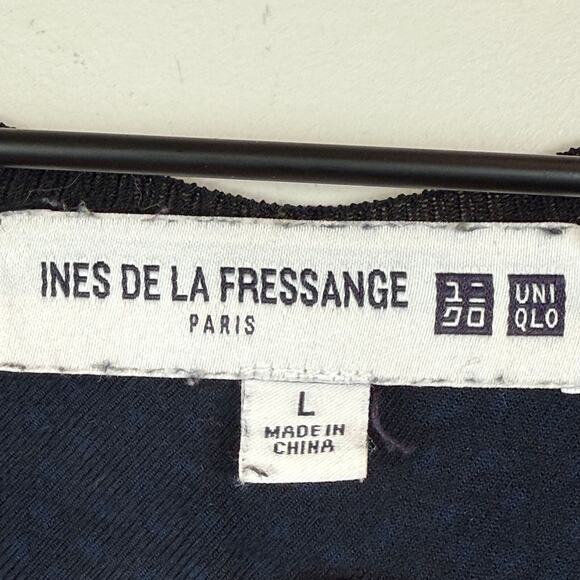 INES DE LA FRESSANGE
PARIS
ユニ
クロ
UNI
QLO
L
MADE IN
CHINA